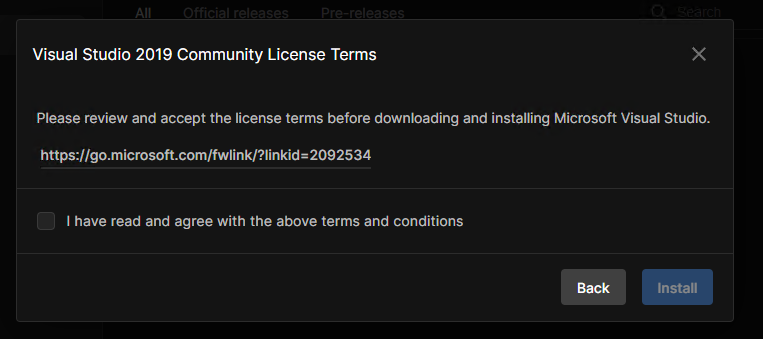 All Official releases Pre-releases Search
Visual Studio 2019 Community License Terms
Please review and accept the license terms before downloading and installing Microsoft Visual Studio.
https://go.microsoft.com/fwlink/?linkid=2092534
I have read and agree with the above terms and conditions
Back Install